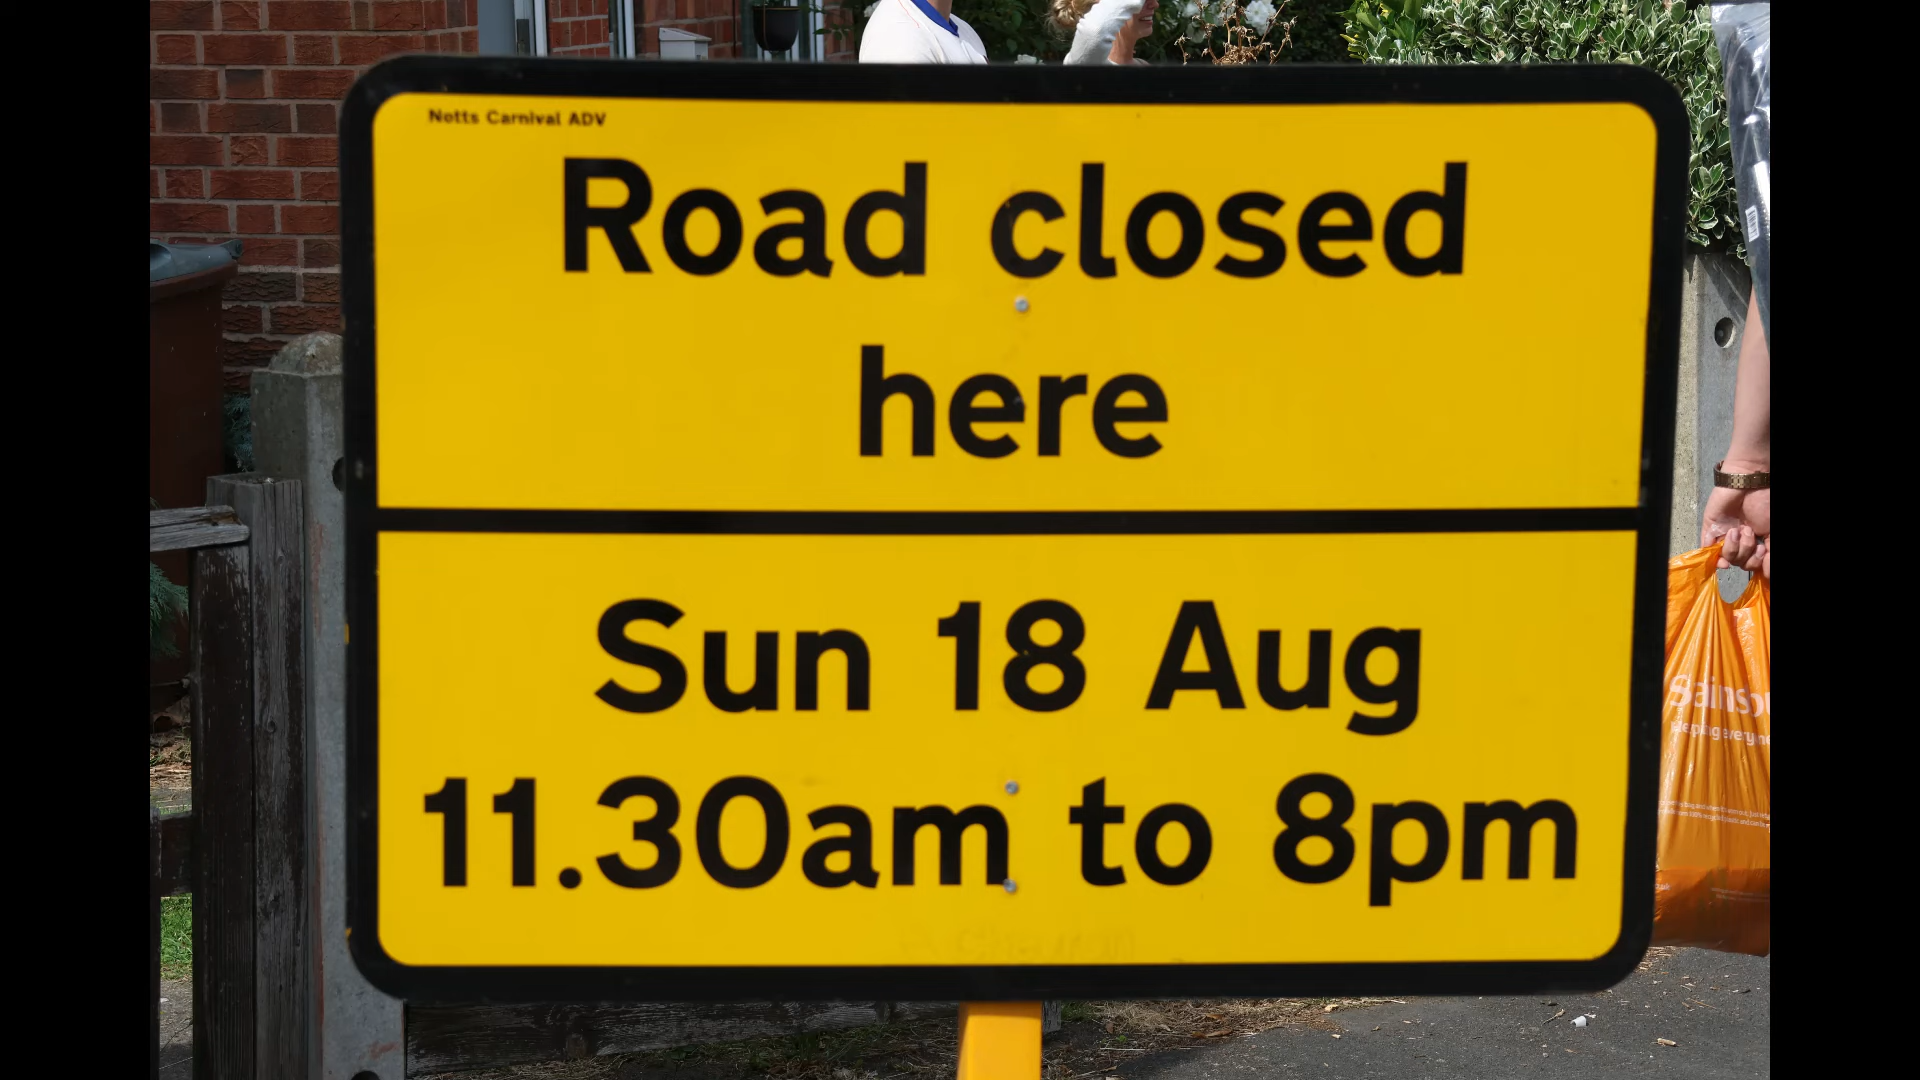 Notts Carnival ADV
Road closed
here
Sun 18 Aug
11.30am to 8pm